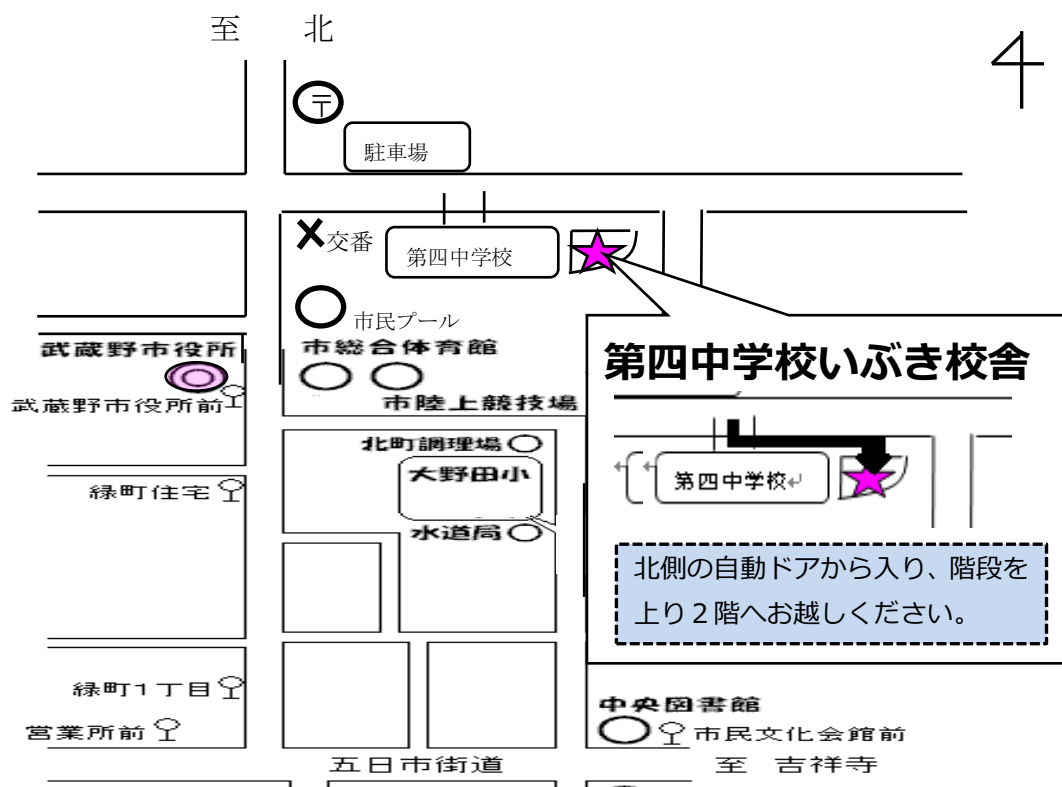 至 北
〒
駐車場
交番
第四中学校
市民プール
武蔵野市役所
市総合体育館
第四中学校いぶき校舎
武蔵野市役所前
市陸上競技場
北町調理場
大野田小
第四中学校↵
緑町住宅
水道局
北側の自動ドアから入り、階段を
上り2階へお越しください。
緑町1丁目
中央図書館
営業所前
市民文化会館前
五日市街道
至 吉祥寺